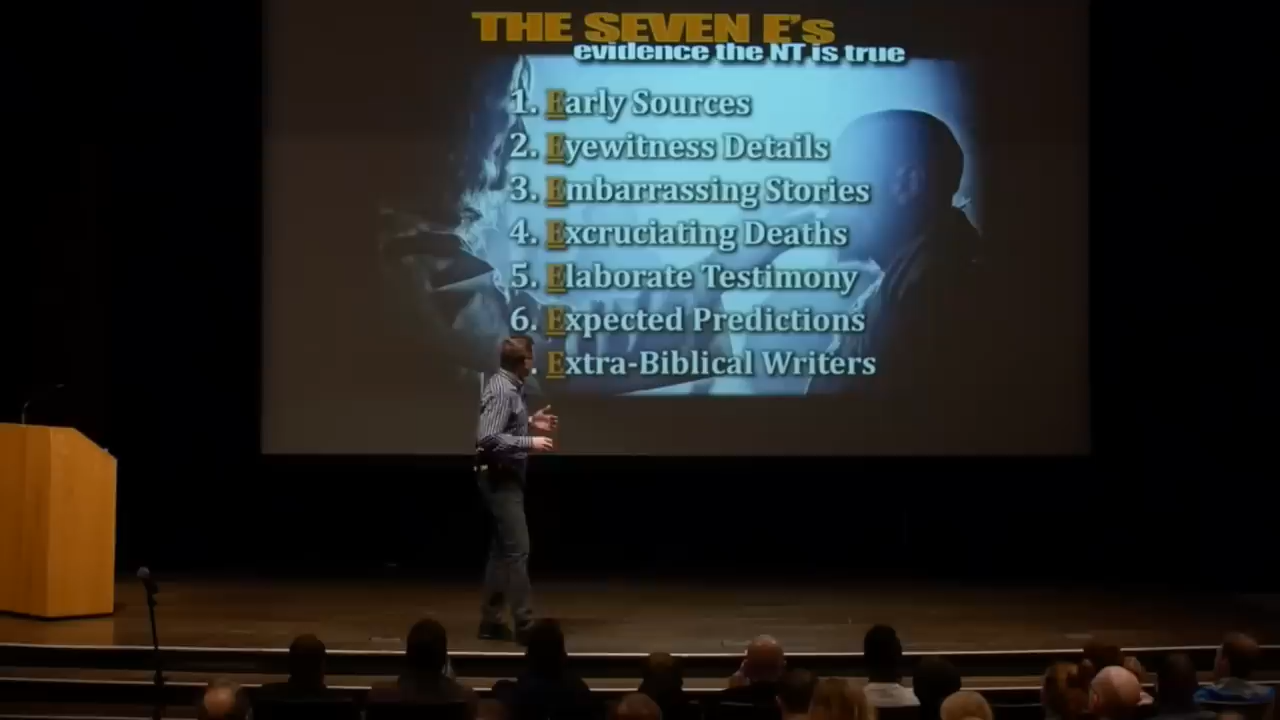 THE SEVEN E's
evidence the NT is true
1. Early Sources
2. Eyewitness Details
3. Embarrassing Stories
4. Excruciating Deaths
5. Elaborate Testimony
6. Expected Predictions
. Extra-Biblical Writers